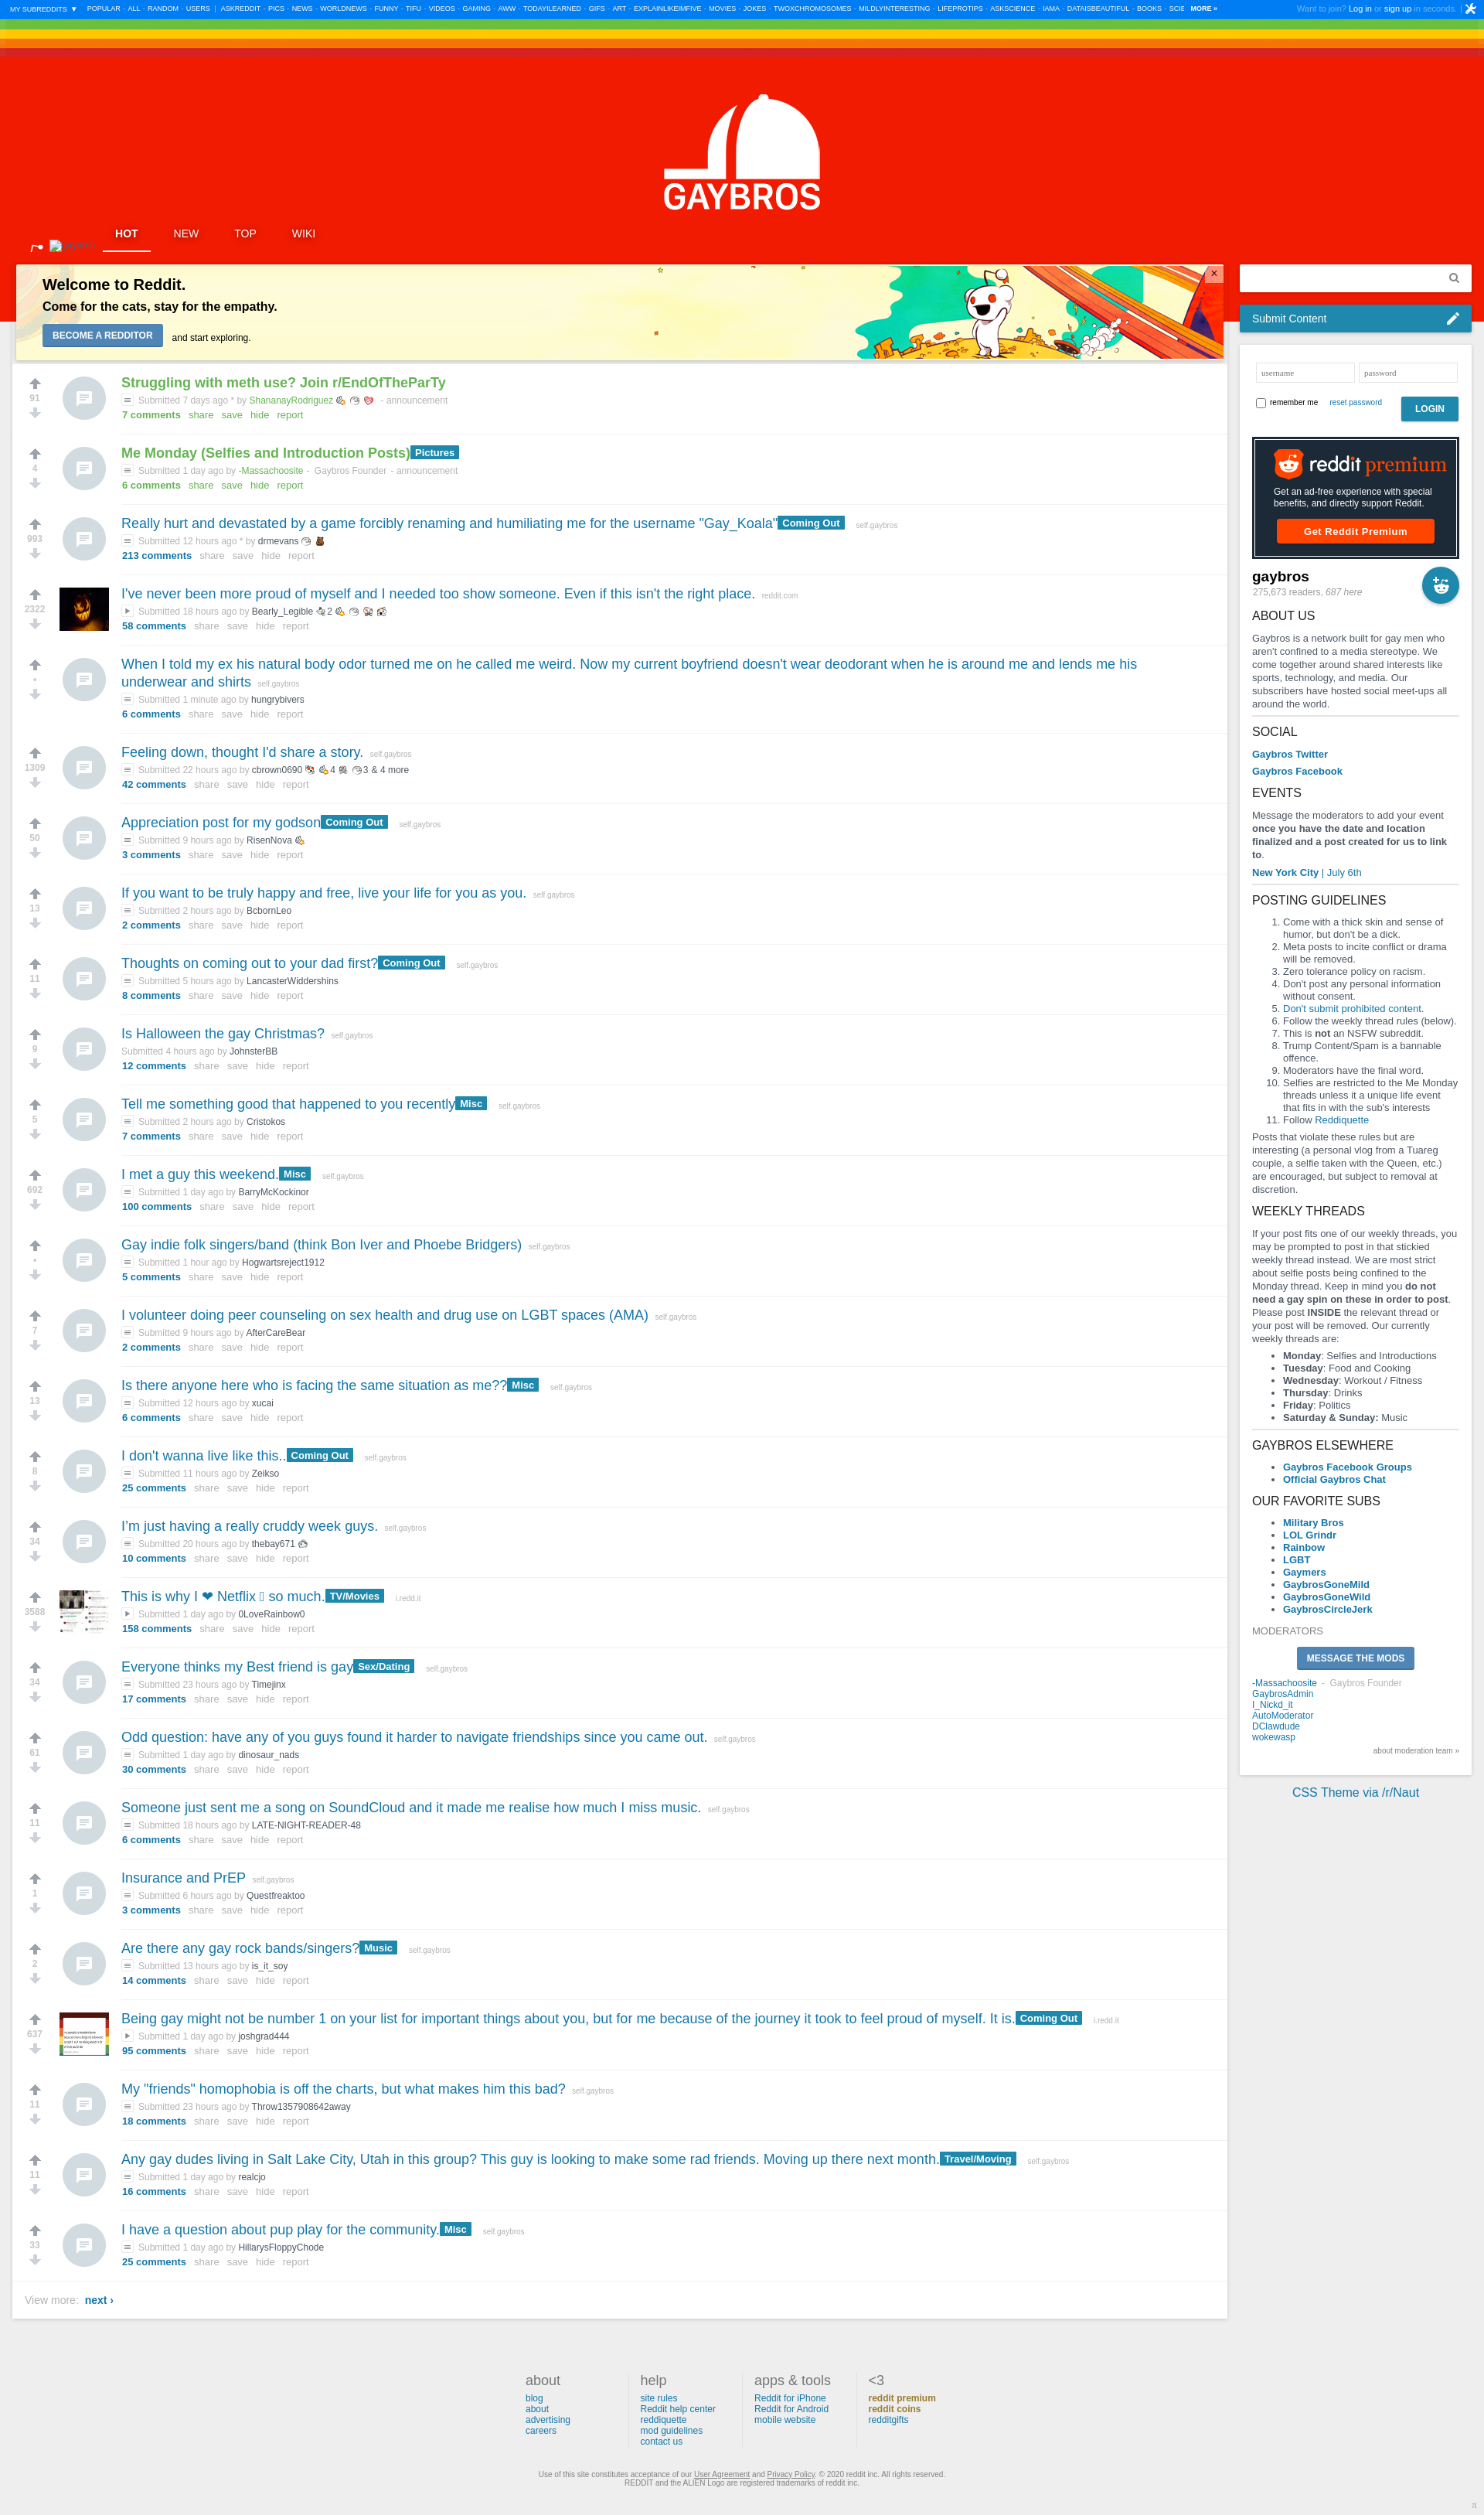 MY SUBREDDITS ▼ POPULAR - ALL - RANDOM - USERS | ASKREDDIT - PICS - NEWS - WORLDNEWS - FUNNY - TIFU - VIDEOS - GAMING - AWW - TODAYILEARNED - GIFS - ART - EXPLAINLIKEIMFIVE - MOVIES - JOKES - TWOXCHROMOSOMES - MILDLYINTERESTING - LIFEPROTIPS - ASKSCIENCE - IAMA - DATAISBEAUTIFUL - BOOKS - SCIE MORE » Want to join? Log in or sign up in seconds. |
GAYBROS
HOT NEW TOP WIKI
Welcome to Reddit.
Come for the cats, stay for the empathy.
BECOME A REDDITOR and start exploring.
×
Struggling with meth use? Join r/EndOfTheParTy
91
Submitted 7 days ago * by ShananayRodriguez - announcement
7 comments share save hide report
Me Monday (Selfies and Introduction Posts) Pictures
4
Submitted 1 day ago by -Massachoosite - Gaybros Founder - announcement
6 comments share save hide report
Really hurt and devastated by a game forcibly renaming and humiliating me for the username "Gay_Koala" Coming Out self.gaybros
993
Submitted 12 hours ago * by drmevans
213 comments share save hide report
I've never been more proud of myself and I needed too show someone. Even if this isn't the right place. reddit.com
2322
Submitted 18 hours ago by Bearly_Legible 2
58 comments share save hide report
When I told my ex his natural body odor turned me on he called me weird. Now my current boyfriend doesn't wear deodorant when he is around me and lends me his
underwear and shirts self.gaybros
•
Submitted 1 minute ago by hungrybivers
6 comments share save hide report
Feeling down, thought I'd share a story. self.gaybros
1309
Submitted 22 hours ago by cbrown0690 4 3 & 4 more
42 comments share save hide report
Appreciation post for my godson Coming Out self.gaybros
50
Submitted 9 hours ago by RisenNova
3 comments share save hide report
If you want to be truly happy and free, live your life for you as you. self.gaybros
13
Submitted 2 hours ago by BcbornLeo
2 comments share save hide report
Thoughts on coming out to your dad first? Coming Out self.gaybros
11
Submitted 5 hours ago by LancasterWiddershins
8 comments share save hide report
Is Halloween the gay Christmas? self.gaybros
9
Submitted 4 hours ago by JohnsterBB
12 comments share save hide report
Tell me something good that happened to you recently Misc self.gaybros
5
Submitted 2 hours ago by Cristokos
7 comments share save hide report
I met a guy this weekend. Misc self.gaybros
692
Submitted 1 day ago by BarryMcKockinor
100 comments share save hide report
Gay indie folk singers/band (think Bon Iver and Phoebe Bridgers) self.gaybros
•
Submitted 1 hour ago by Hogwartsreject1912
5 comments share save hide report
I volunteer doing peer counseling on sex health and drug use on LGBT spaces (AMA) self.gaybros
7
Submitted 9 hours ago by AfterCareBear
2 comments share save hide report
Is there anyone here who is facing the same situation as me?? Misc self.gaybros
13
Submitted 12 hours ago by xucai
6 comments share save hide report
I don't wanna live like this.. Coming Out self.gaybros
8
Submitted 11 hours ago by Zeikso
25 comments share save hide report
I'm just having a really cruddy week guys. self.gaybros
34
Submitted 20 hours ago by thebay671
10 comments share save hide report
This is why I ❤ Netflix so much. TV/Movies i.redd.it
3588
Submitted 1 day ago by 0LoveRainbow0
158 comments share save hide report
Everyone thinks my Best friend is gay Sex/Dating self.gaybros
34
Submitted 23 hours ago by Timejinx
17 comments share save hide report
Odd question: have any of you guys found it harder to navigate friendships since you came out. self.gaybros
61
Submitted 1 day ago by dinosaur_nads
30 comments share save hide report
Someone just sent me a song on SoundCloud and it made me realise how much I miss music. self.gaybros
11
Submitted 18 hours ago by LATE-NIGHT-READER-48
6 comments share save hide report
Insurance and PrEP self.gaybros
1
Submitted 6 hours ago by Questfreaktoo
3 comments share save hide report
Are there any gay rock bands/singers? Music self.gaybros
2
Submitted 13 hours ago by is_it_soy
14 comments share save hide report
Being gay might not be number 1 on your list for important things about you, but for me because of the journey it took to feel proud of myself. It is. Coming Out i.redd.it
637
Submitted 1 day ago by joshgrad444
95 comments share save hide report
My "friends" homophobia is off the charts, but what makes him this bad? self.gaybros
11
Submitted 23 hours ago by Throw1357908642away
18 comments share save hide report
Any gay dudes living in Salt Lake City, Utah in this group? This guy is looking to make some rad friends. Moving up there next month. Travel/Moving self.gaybros
11
Submitted 1 day ago by realcjo
16 comments share save hide report
I have a question about pup play for the community. Misc self.gaybros
33
Submitted 1 day ago by HillarysFloppyChode
25 comments share save hide report
View more: next ›
Submit Content
username password
remember me reset password LOGIN
reddit premium
Get an ad-free experience with special
benefits, and directly support Reddit.
Get Reddit Premium
gaybros
275,673 readers, 687 here
ABOUT US
Gaybros is a network built for gay men who
aren't confined to a media stereotype. We
come together around shared interests like
sports, technology, and media. Our
subscribers have hosted social meet-ups all
around the world.
SOCIAL
Gaybros Twitter
Gaybros Facebook
EVENTS
Message the moderators to add your event
once you have the date and location
finalized and a post created for us to link
to.
New York City | July 6th
POSTING GUIDELINES
1. Come with a thick skin and sense of
humor, but don't be a dick.
2. Meta posts to incite conflict or drama
will be removed.
3. Zero tolerance policy on racism.
4. Don't post any personal information
without consent.
5. Don't submit prohibited content.
6. Follow the weekly thread rules (below).
7. This is not an NSFW subreddit.
8. Trump Content/Spam is a bannable
offence.
9. Moderators have the final word.
10. Selfies are restricted to the Me Monday
threads unless it a unique life event
that fits in with the sub's interests
11. Follow Reddiquette
Posts that violate these rules but are
interesting (a personal vlog from a Tuareg
couple, a selfie taken with the Queen, etc.)
are encouraged, but subject to removal at
discretion.
WEEKLY THREADS
If your post fits one of our weekly threads, you
may be prompted to post in that stickied
weekly thread instead. We are most strict
about selfie posts being confined to the
Monday thread. Keep in mind you do not
need a gay spin on these in order to post.
Please post INSIDE the relevant thread or
your post will be removed. Our currently
weekly threads are:
• Monday: Selfies and Introductions
• Tuesday: Food and Cooking
• Wednesday: Workout / Fitness
• Thursday: Drinks
• Friday: Politics
• Saturday & Sunday: Music
GAYBROS ELSEWHERE
• Gaybros Facebook Groups
• Official Gaybros Chat
OUR FAVORITE SUBS
• Military Bros
• LOL Grindr
• Rainbow
• LGBT
• Gaymers
• GaybrosGoneMild
• GaybrosGoneWild
• GaybrosCircleJerk
MODERATORS
MESSAGE THE MODS
-Massachoosite - Gaybros Founder
GaybrosAdmin
I_Nickd_it
AutoModerator
DClawdude
wokewasp
about moderation team »
CSS Theme via /r/Naut
about
blog
about
advertising
careers
help
site rules
Reddit help center
reddiquette
mod guidelines
contact us
apps & tools
Reddit for iPhone
Reddit for Android
mobile website
<3
reddit premium
reddit coins
redditgifts
Use of this site constitutes acceptance of our User Agreement and Privacy Policy. © 2020 reddit inc. All rights reserved.
REDDIT and the ALIEN Logo are registered trademarks of reddit inc.
π